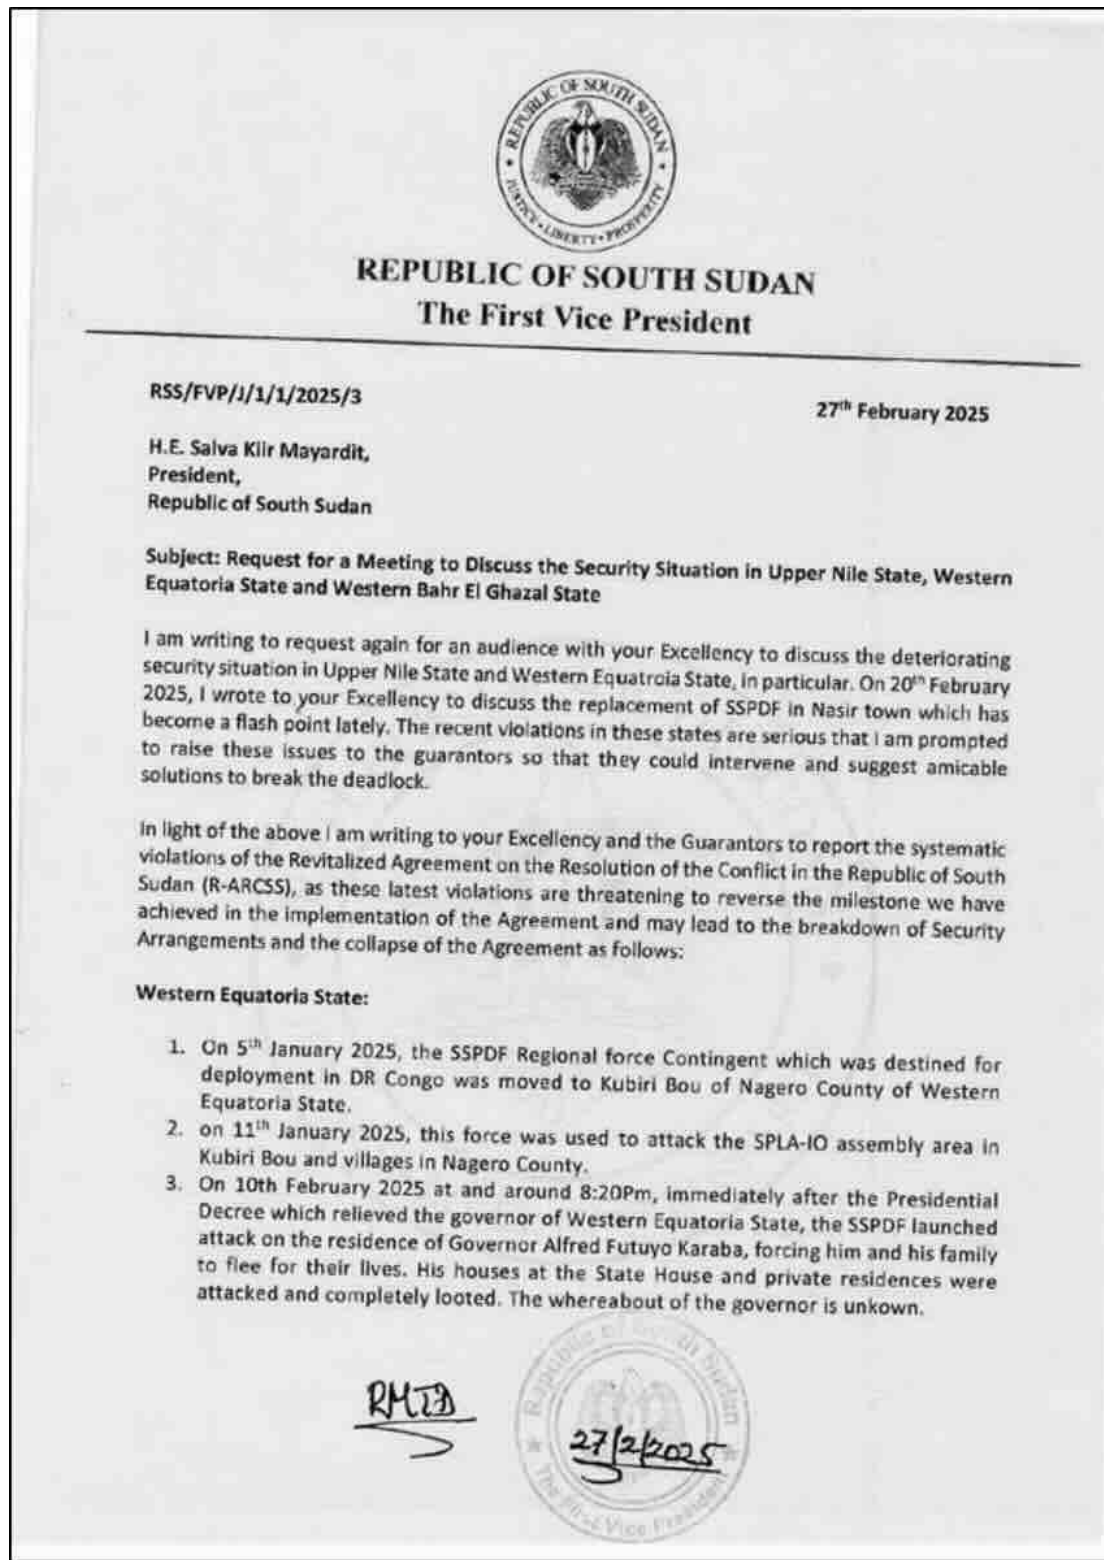 REPUBLIC OF SOUTH SUDAN
JUSTICE • LIBERTY • PROSPERITY
REPUBLIC OF SOUTH SUDAN
The First Vice President
RSS/FVP/J/1/1/2025/3
27th February 2025
H.E. Salva Kiir Mayardit,
President,
Republic of South Sudan
Subject: Request for a Meeting to Discuss the Security Situation in Upper Nile State, Western
Equatoria State and Western Bahr El Ghazal State
I am writing to request again for an audience with your Excellency to discuss the deteriorating
security situation in Upper Nile State and Western Equatroia State, in particular. On 20th February
2025, I wrote to your Excellency to discuss the replacement of SSPDF in Nasir town which has
become a flash point lately. The recent violations in these states are serious that I am prompted
to raise these issues to the guarantors so that they could intervene and suggest amicable
solutions to break the deadlock.
In light of the above I am writing to your Excellency and the Guarantors to report the systematic
violations of the Revitalized Agreement on the Resolution of the Conflict in the Republic of South
Sudan (R-ARCSS), as these latest violations are threatening to reverse the milestone we have
achieved in the implementation of the Agreement and may lead to the breakdown of Security
Arrangements and the collapse of the Agreement as follows:
Western Equatoria State:
1. On 5th January 2025, the SSPDF Regional force Contingent which was destined for
deployment in DR Congo was moved to Kubiri Bou of Nagero County of Western
Equatoria State.
2. on 11th January 2025, this force was used to attack the SPLA-IO assembly area in
Kubiri Bou and villages in Nagero County.
3. On 10th February 2025 at and around 8:20Pm, immediately after the Presidential
Decree which relieved the governor of Western Equatoria State, the SSPDF launched
attack on the residence of Governor Alfred Futuyo Karaba, forcing him and his family
to flee for their lives. His houses at the State House and private residences were
attacked and completely looted. The whereabout of the governor is unkown.
RMTD
Republic of South Sudan
27/2/2025
The First Vice President